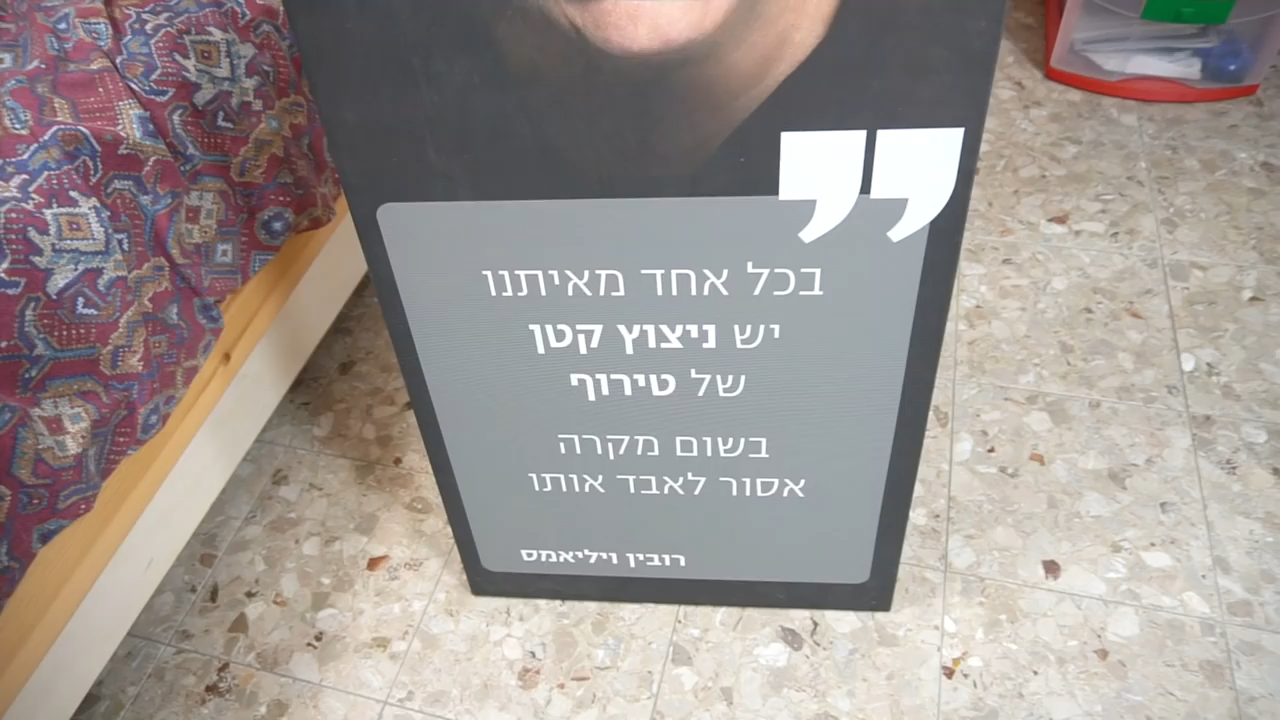 בכל אחד מאיתנו
יש ניצוץ קטן
של טירוף
בשום מקרה
אסור לאבד אותו
רובין ויליאמס